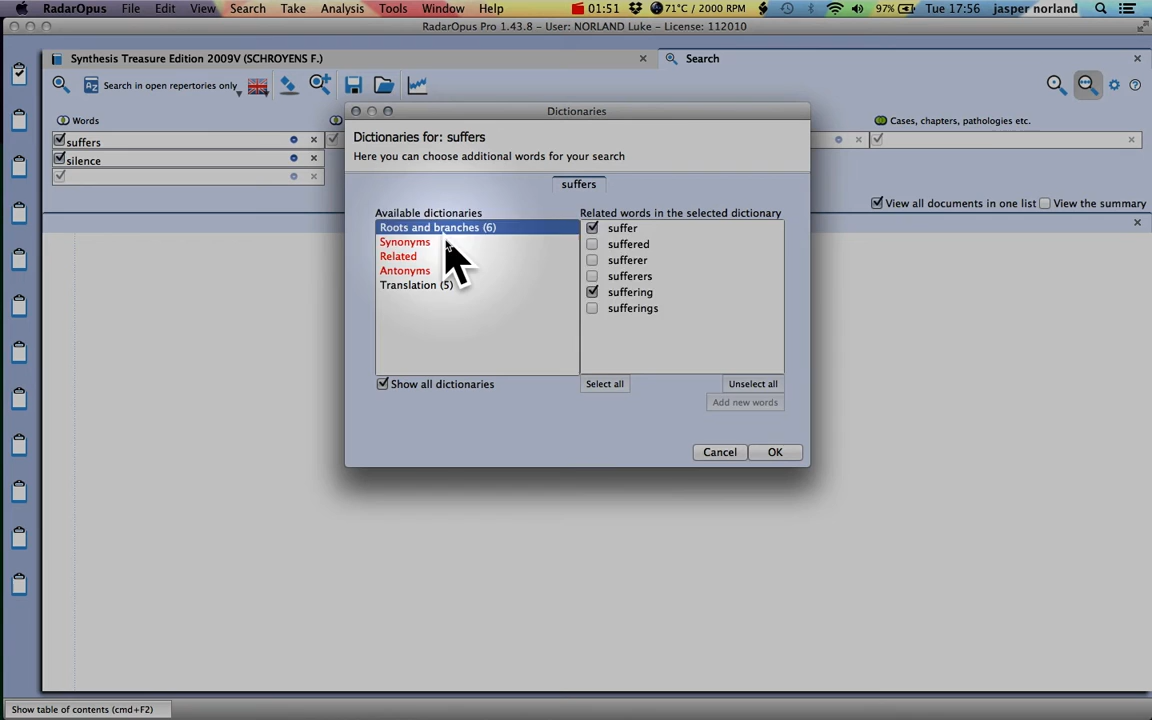 RadarOpus File Edit View Search Take Analysis Tools Window Help 01:51 71°C / 2000 RPM 97% Tue 17:56 jasper norland
RadarOpus Pro 1.43.8 - User: NORLAND Luke - License: 112010
Synthesis Treasure Edition 2009V (SCHROYENS F.) Search
Search in open repertories only
Words
Cases, chapters, pathologies etc.
suffers
silence
View all documents in one list View the summary
Dictionaries
Dictionaries for: suffers
Here you can choose additional words for your search
suffers
Available dictionaries
Roots and branches (6)
Synonyms
Related
Antonyms
Translation (5)
Show all dictionaries
Related words in the selected dictionary
suffer
suffered
sufferer
sufferers
suffering
sufferings
Select all Unselect all
Add new words
Cancel OK
Show table of contents (cmd+F2)